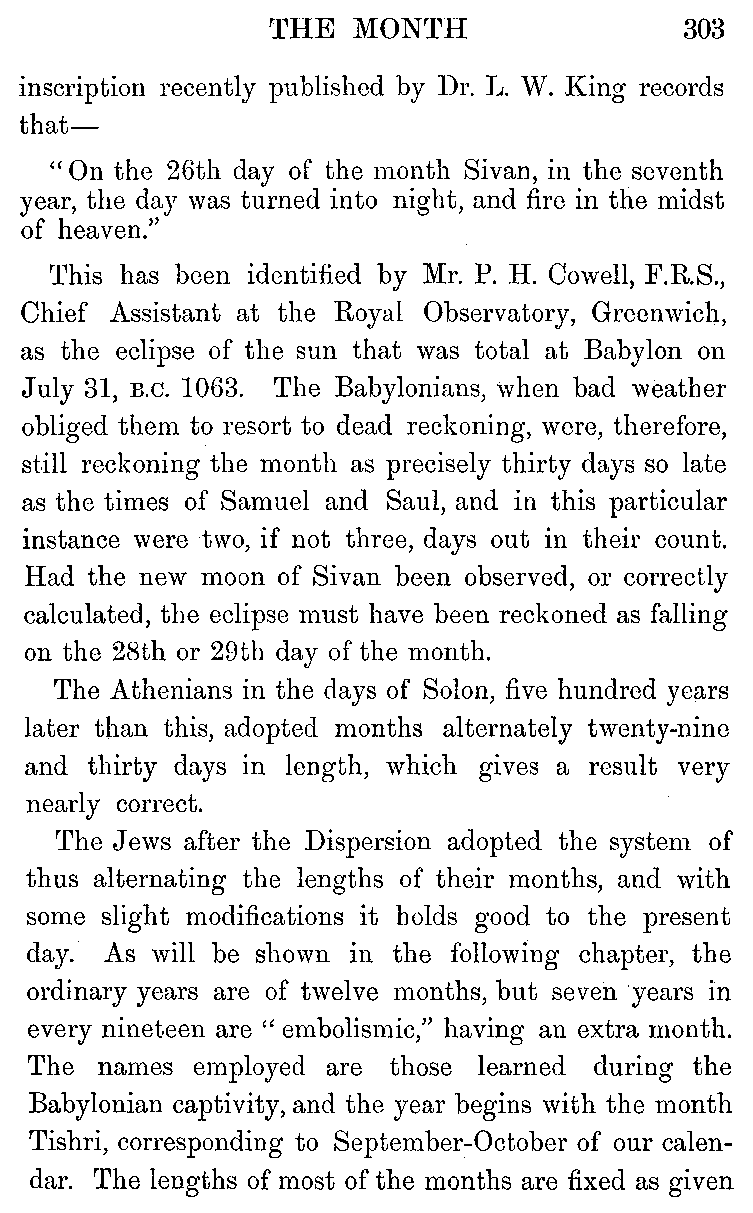 THE MONTH 303
inscription recently published by Dr. L. W. King records
that—
“On the 26th day of the month Sivan, in the seventh
year, the day was turned into night, and fire in the midst
of heaven.”
This has been identified by Mr. P. H. Cowell, F.R.S.,
Chief Assistant at the Royal Observatory, Greenwich,
as the eclipse of the sun that was total at Babylon on
July 31, B.C. 1063. The Babylonians, when bad weather
obliged them to resort to dead reckoning, were, therefore,
still reckoning the month as precisely thirty days so late
as the times of Samuel and Saul, and in this particular
instance were two, if not three, days out in their count.
Had the new moon of Sivan been observed, or correctly
calculated, the eclipse must have been reckoned as falling
on the 28th or 29th day of the month.
The Athenians in the days of Solon, five hundred years
later than this, adopted months alternately twenty-nine
and thirty days in length, which gives a result very
nearly correct.
The Jews after the Dispersion adopted the system of
thus alternating the lengths of their months, and with
some slight modifications it holds good to the present
day. As will be shown in the following chapter, the
ordinary years are of twelve months, but seven years in
every nineteen are “embolismic,” having an extra month.
The names employed are those learned during the
Babylonian captivity, and the year begins with the month
Tishri, corresponding to September-October of our calen-
dar. The lengths of most of the months are fixed as given